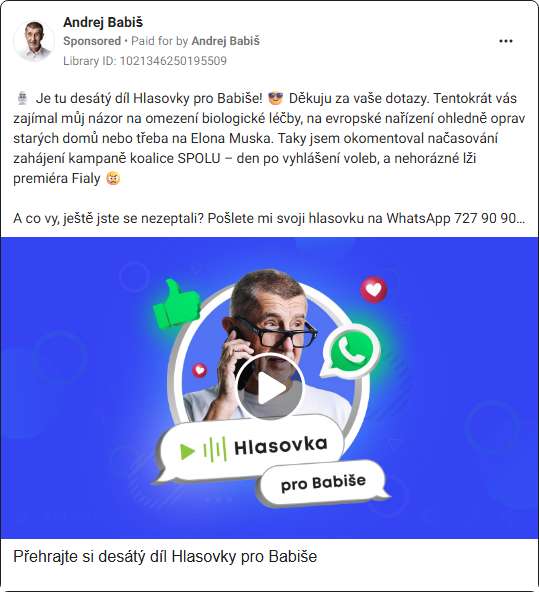 Andrej Babiš
Sponsored • Paid for by Andrej Babiš
Library ID: 1021346250195509
🎙️ Je tu desátý díl Hlasovky pro Babiše! 😎 Děkuju za vaše dotazy. Tentokrát vás
zajímal můj názor na omezení biologické léčby, na evropské nařízení ohledně oprav
starých domů nebo třeba na Elona Muska. Taky jsem okomentoval načasování
zahájení kampaně koalice SPOLU – den po vyhlášení voleb, a nehorázné lži
premiéra Fialy 😡
A co vy, ještě jste se nezeptali? Pošlete mi svoji hlasovku na WhatsApp 727 90 90...
Hlasovka
pro Babiše
Přehrajte si desátý díl Hlasovky pro Babiše